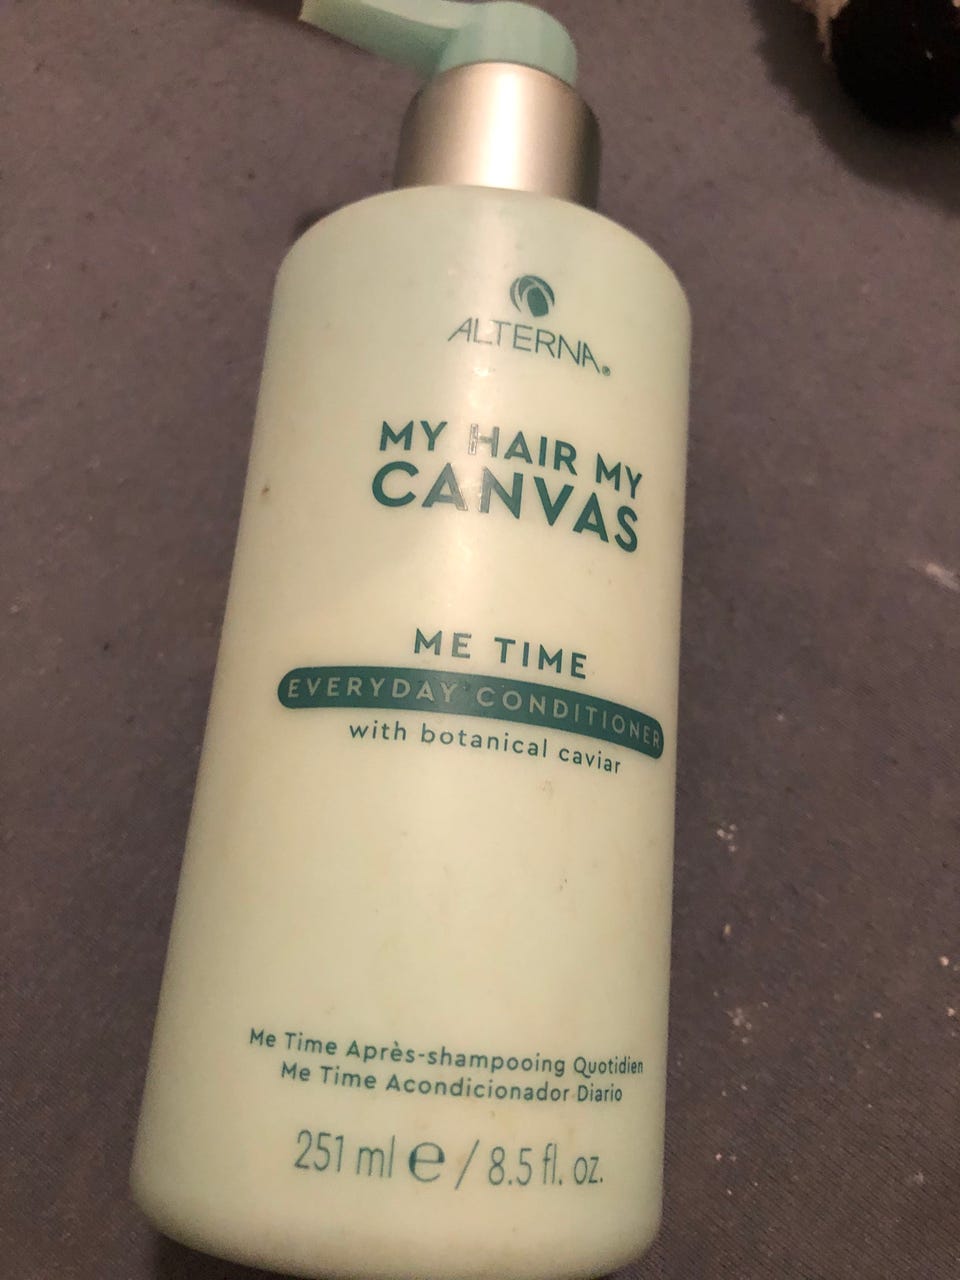 ALTERNA®
MY HAIR MY
CANVAS
ME TIME
EVERYDAY CONDITIONER
with botanical caviar
Me Time Après-shampooing Quotidien
Me Time Acondicionador Diario
251 ml ℮ / 8.5 fl. oz.